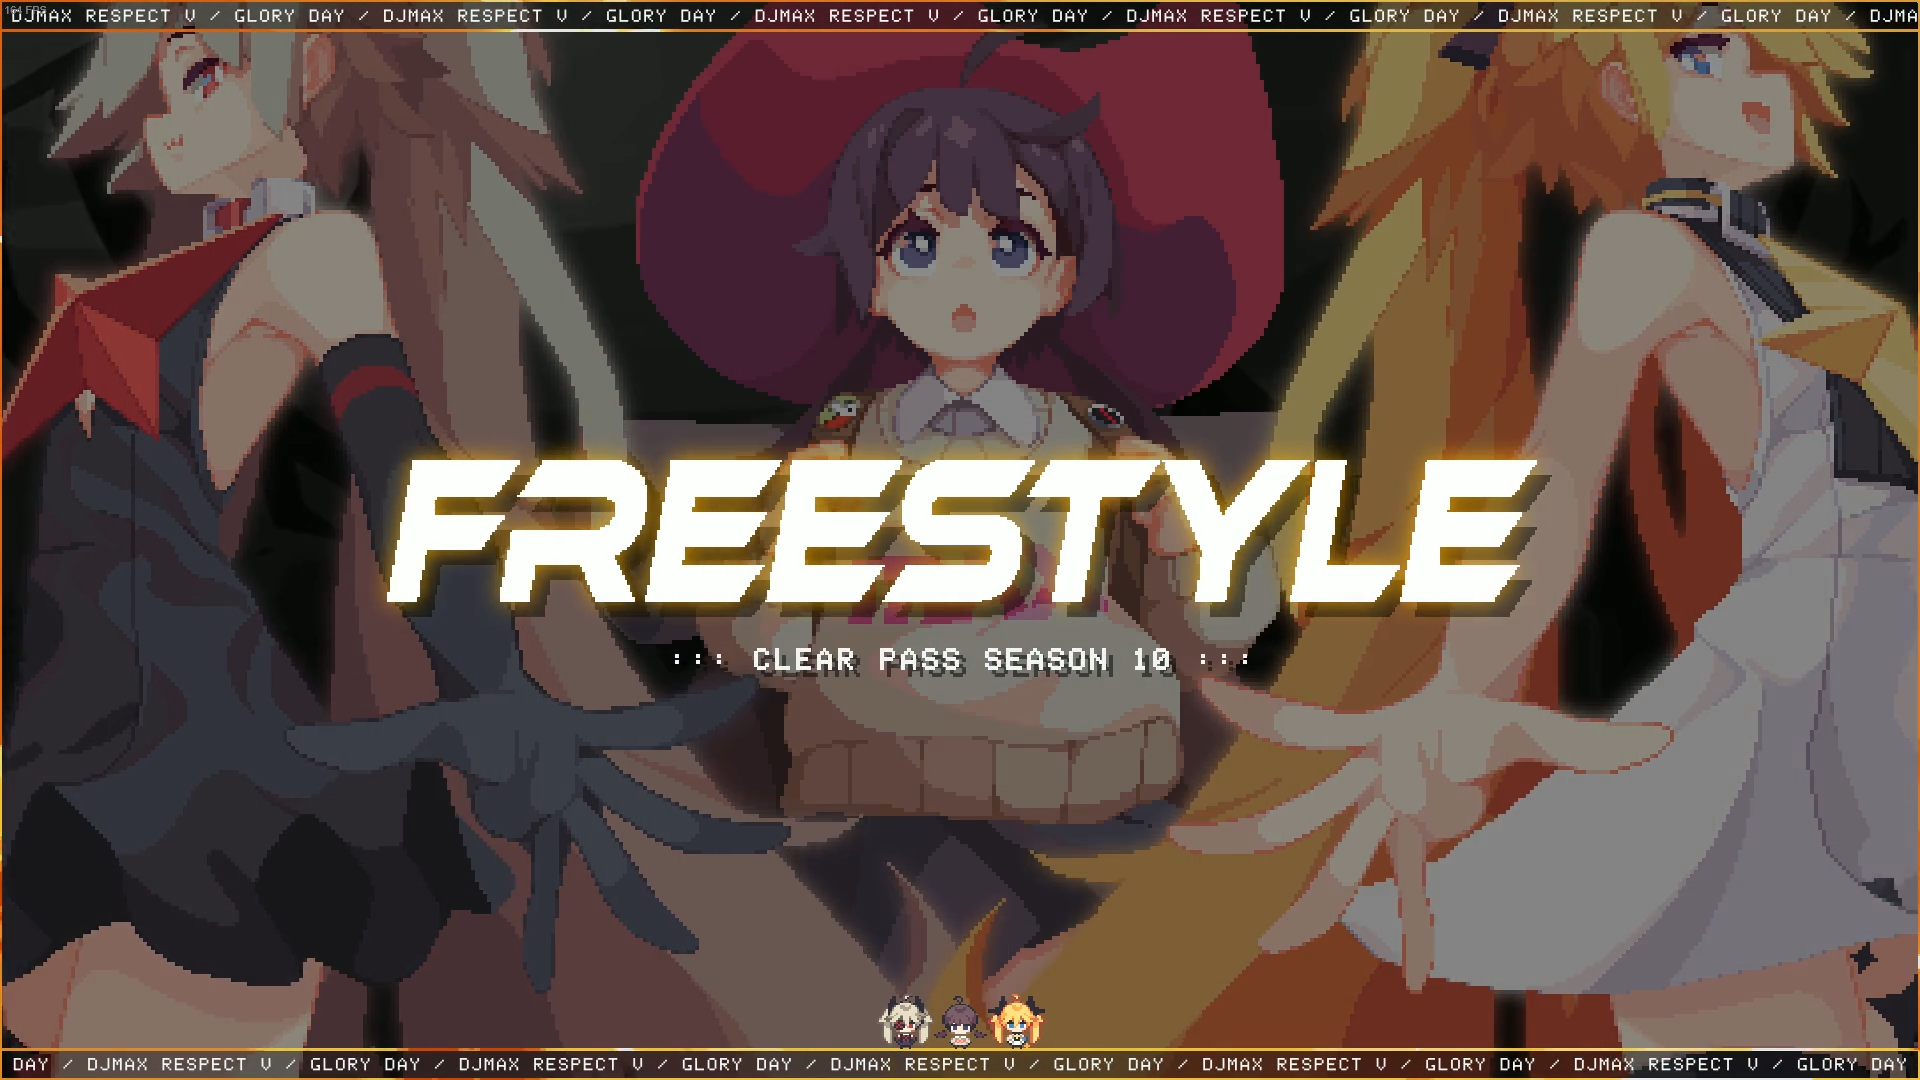 DJMAX RESPECT V / GLORY DAY / DJMAX RESPECT V / GLORY DAY / DJMAX RESPECT V / GLORY DAY / DJMAX RESPECT V / GLORY DAY / DJMAX RESPECT V / GLORY DAY / DJMA
FREESTYLE
::: CLEAR PASS SEASON 10 :::
DAY / DJMAX RESPECT V / GLORY DAY / DJMAX RESPECT V / GLORY DAY / DJMAX RESPECT V / GLORY DAY / DJMAX RESPECT V / GLORY DAY / DJMAX RESPECT V / GLORY DAY